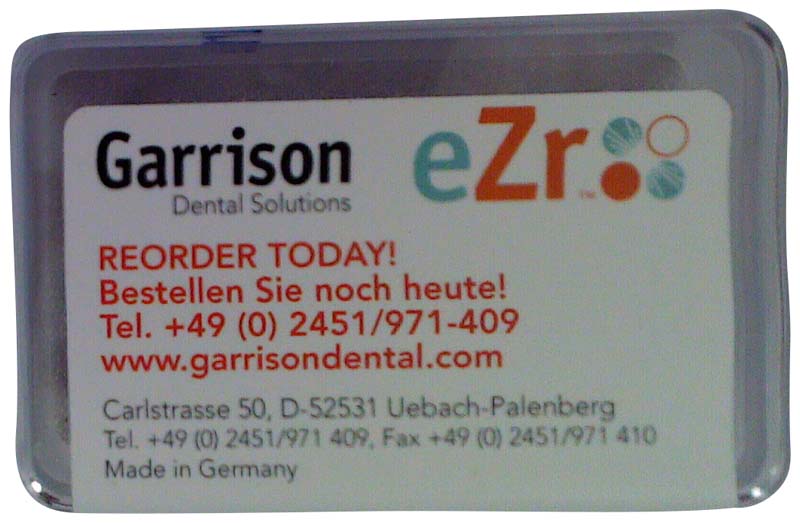 Garrison
Dental Solutions
eZr™
REORDER TODAY!
Bestellen Sie noch heute!
Tel. +49 (0) 2451/971-409
www.garrisondental.com
Carlstrasse 50, D-52531 Uebach-Palenberg
Tel. +49 (0) 2451/971 409, Fax +49 (0) 2451/971 410
Made in Germany